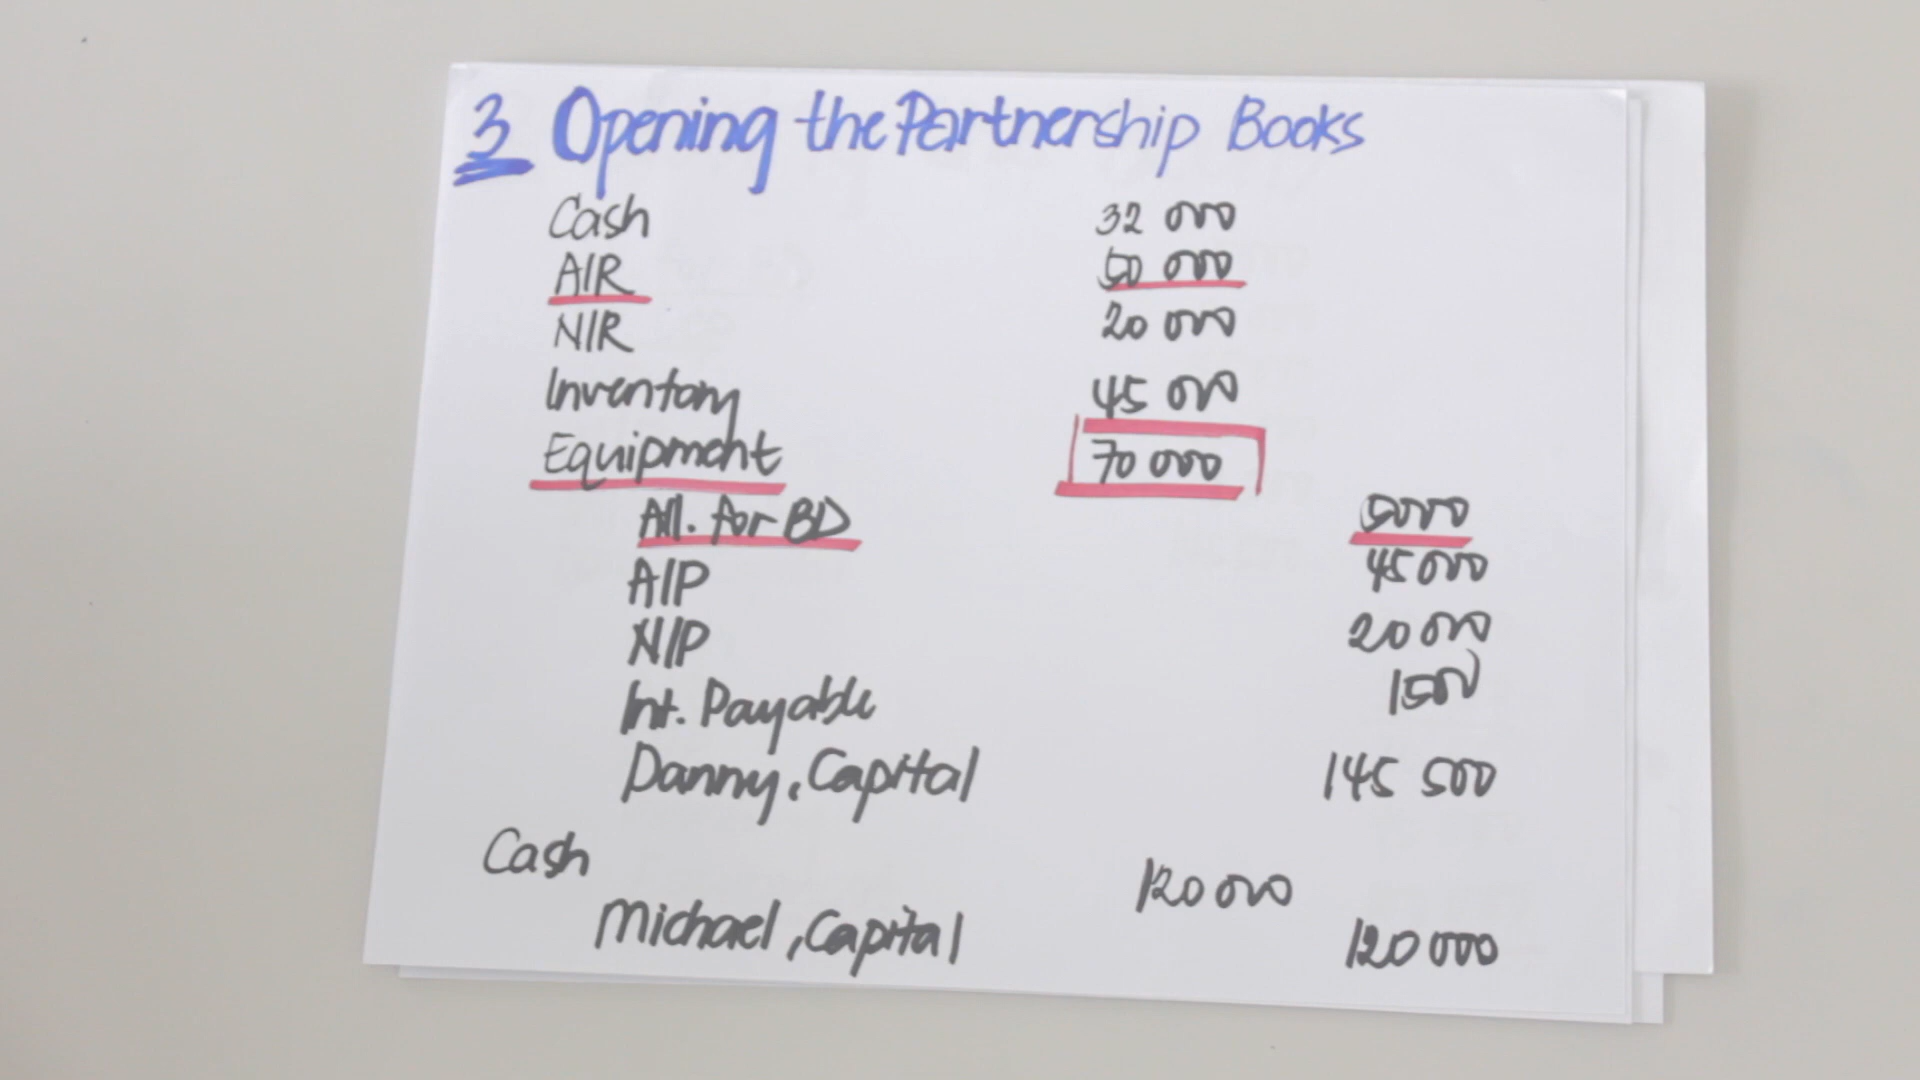 3 Opening the Partnership Books
Cash 32 000
A/R 50 000
N/R 20 000
Inventory 45 000
Equipment 70 000
All. for BD 5000
A/P 45 000
N/P 20 000
Int. Payable 1500
Danny, Capital 145 500
Cash 120 000
Michael, Capital 120 000